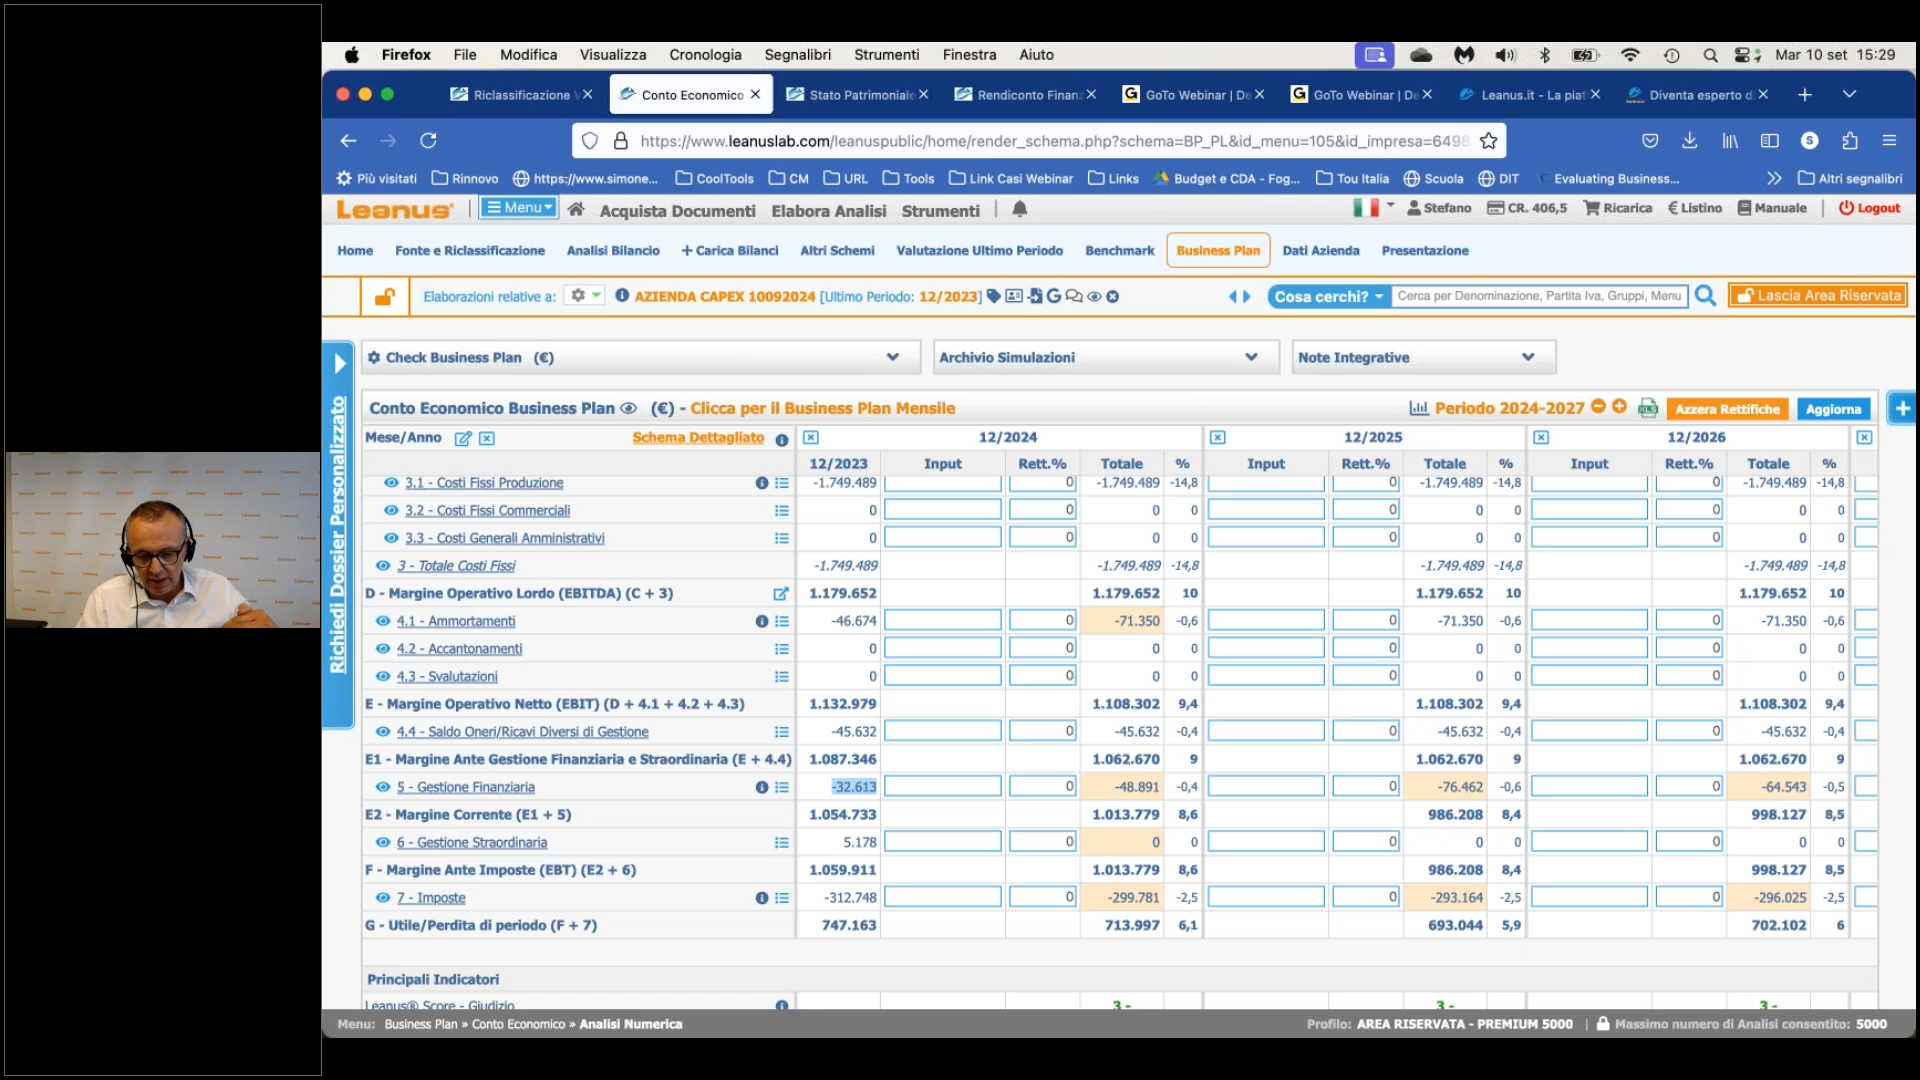 Firefox File Modifica Visualizza Cronologia Segnalibri Strumenti Finestra Aiuto Mar 10 set 15:29
Riclassificazione Conto Economico Stato Patrimoniale Rendiconto Finan GoTo Webinar | De GoTo Webinar | De Leanus.it - La piat Diventa esperto d
https://www.leanuslab.com/leanuspublic/home/render_schema.php?schema=BP_PL&id_menu=105&id_impresa=6498
Più visitati Rinnovo https://www.simone... CoolTools CM URL Tools Link Casi Webinar Links Budget e CDA - Fog... Tou Italia Scuola DIT Evaluating Business... Altri segnalibri
Leanus Menu Acquista Documenti Elabora Analisi Strumenti Stefano CR. 406,5 Ricarica € Listino Manuale Logout
Home Fonte e Riclassificazione Analisi Bilancio + Carica Bilanci Altri Schemi Valutazione Ultimo Periodo Benchmark Business Plan Dati Azienda Presentazione
Elaborazioni relative a: AZIENDA CAPEX 10092024 [Ultimo Periodo: 12/2023] Cosa cerchi? Cerca per Denominazione, Partita Iva, Gruppi, Menu Lascia Area Riservata
Richiedi Dossier Personalizzato
Check Business Plan (€) Archivio Simulazioni Note Integrative
Conto Economico Business Plan (€) - Clicca per il Business Plan Mensile Periodo 2024-2027 Azzera Rettifiche Aggiorna
Mese/Anno Schema Dettagliato 12/2024 12/2025 12/2026
12/2023 Input Rett.% Totale % Input Rett.% Totale % Input Rett.% Totale %
3.1 - Costi Fissi Produzione -1.749.489 0 -1.749.489 -14,8 0 -1.749.489 -14,8 0 -1.749.489 -14,8
3.2 - Costi Fissi Commerciali 0 0 0 0 0 0 0 0 0 0
3.3 - Costi Generali Amministrativi 0 0 0 0 0 0 0 0 0 0
3 - Totale Costi Fissi -1.749.489 -1.749.489 -14,8 -1.749.489 -14,8 -1.749.489 -14,8
D - Margine Operativo Lordo (EBITDA) (C + 3) 1.179.652 1.179.652 10 1.179.652 10 1.179.652 10
4.1 - Ammortamenti -46.674 0 -71.350 -0,6 0 -71.350 -0,6 0 -71.350 -0,6
4.2 - Accantonamenti 0 0 0 0 0 0 0 0 0 0
4.3 - Svalutazioni 0 0 0 0 0 0 0 0 0 0
E - Margine Operativo Netto (EBIT) (D + 4.1 + 4.2 + 4.3) 1.132.979 1.108.302 9,4 1.108.302 9,4 1.108.302 9,4
4.4 - Saldo Oneri/Ricavi Diversi di Gestione -45.632 0 -45.632 -0,4 0 -45.632 -0,4 0 -45.632 -0,4
E1 - Margine Ante Gestione Finanziaria e Straordinaria (E + 4.4) 1.087.346 1.062.670 9 1.062.670 9 1.062.670 9
5 - Gestione Finanziaria -32.613 0 -48.891 -0,4 0 -76.462 -0,6 0 -64.543 -0,5
E2 - Margine Corrente (E1 + 5) 1.054.733 1.013.779 8,6 986.208 8,4 998.127 8,5
6 - Gestione Straordinaria 5.178 0 0 0 0 0 0 0 0 0
F - Margine Ante Imposte (EBT) (E2 + 6) 1.059.911 1.013.779 8,6 986.208 8,4 998.127 8,5
7 - Imposte -312.748 0 -299.781 -2,5 0 -293.164 -2,5 0 -296.025 -2,5
G - Utile/Perdita di periodo (F + 7) 747.163 713.997 6,1 693.044 5,9 702.102 6
Principali Indicatori
Leanus® Score - Giudizio 3 - 3 - 3 -
Menu: Business Plan » Conto Economico » Analisi Numerica Profilo: AREA RISERVATA - PREMIUM 5000 | Massimo numero di Analisi consentito: 5000